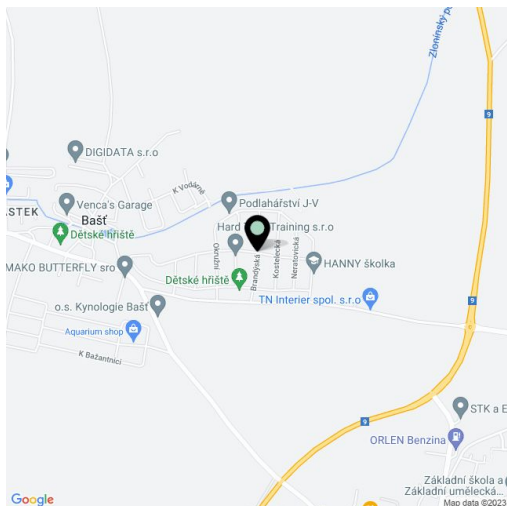 Zlonínský po
9
DIGIDATA s.r.o
K Vodárně
Venca's Garage
Podlahářství J-V
ASTEK
Bašť
Hard Training s.r.o
Dětské hřiště
Okružní
Brandýská
Kostelecká
Neratovická
MAKO BUTTERFLY sro
HANNY školka
Dětské hřiště
TN Interier spol. s.r.o
o.s. Kynologie Bašť
9
Aquarium shop
K Bažantnici
STK a E
9
ORLEN Benzina
Základní škola a
Základní umělecká...
Google
Map data ©2023